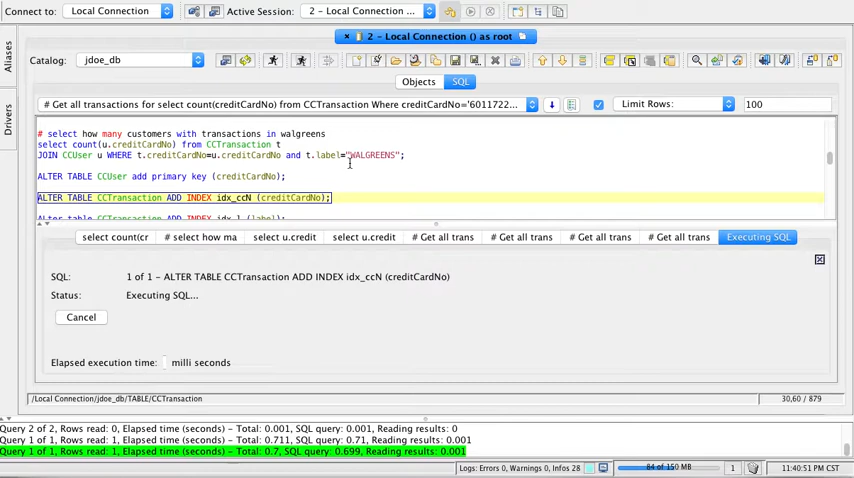 Connect to: Local Connection Active Session: 2 - Local Connection ...
2 - Local Connection () as root
Aliases
Drivers
Catalog: jdoe_db
Objects SQL
# Get all transactions for select count(creditCardNo) from CCTransaction Where creditCardNo='6011722... Limit Rows: 100
# select how many customers with transactions in walgreens
select count(u.creditCardNo) from CCTransaction t
JOIN CCUser u WHERE t.creditCardNo=u.creditCardNo and t.label="WALGREENS";
ALTER TABLE CCUser add primary key (creditCardNo);
ALTER TABLE CCTransaction ADD INDEX idx_ccN (creditCardNo);
Alter table CCTransaction ADD INDEX idx_l (label);
select count(cr # select how ma select u.credit select u.credit # Get all trans # Get all trans # Get all trans # Get all trans Executing SQL
SQL: 1 of 1 - ALTER TABLE CCTransaction ADD INDEX idx_ccN (creditCardNo)
Status: Executing SQL...
Cancel
Elapsed execution time: milli seconds
/Local Connection/jdoe_db/TABLE/CCTransaction 30,60 / 879
Query 2 of 2, Rows read: 0, Elapsed time (seconds) - Total: 0.001, SQL query: 0.001, Reading results: 0
Query 1 of 1, Rows read: 1, Elapsed time (seconds) - Total: 0.711, SQL query: 0.71, Reading results: 0.001
Query 1 of 1, Rows read: 1, Elapsed time (seconds) - Total: 0.7, SQL query: 0.699, Reading results: 0.001
Logs: Errors 0, Warnings 0, Infos 28 84 of 150 MB 1 11:40:51 PM CST